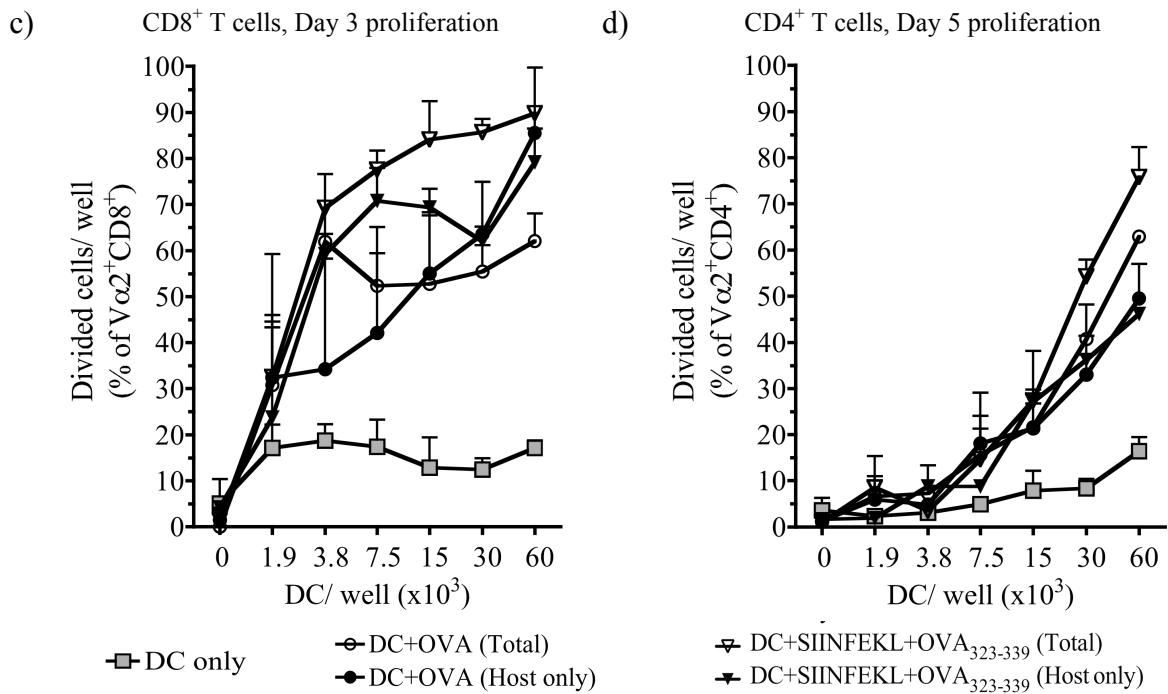 c)
CD8⁺ T cells, Day 3 proliferation
Divided cells/ well
(% of Vα2⁺CD8⁺)
100
90
80
70
60
50
40
30
20
10
0
0 1.9 3.8 7.5 15 30 60
DC/ well (x10³)
d)
CD4⁺ T cells, Day 5 proliferation
Divided cells/ well
(% of Vα2⁺CD4⁺)
100
90
80
70
60
50
40
30
20
10
0
0 1.9 3.8 7.5 15 30 60
DC/ well (x10³)
DC only
DC+OVA (Total)
DC+OVA (Host only)
DC+SIINFEKL+OVA₃₂₃₋₃₃₉ (Total)
DC+SIINFEKL+OVA₃₂₃₋₃₃₉ (Host only)